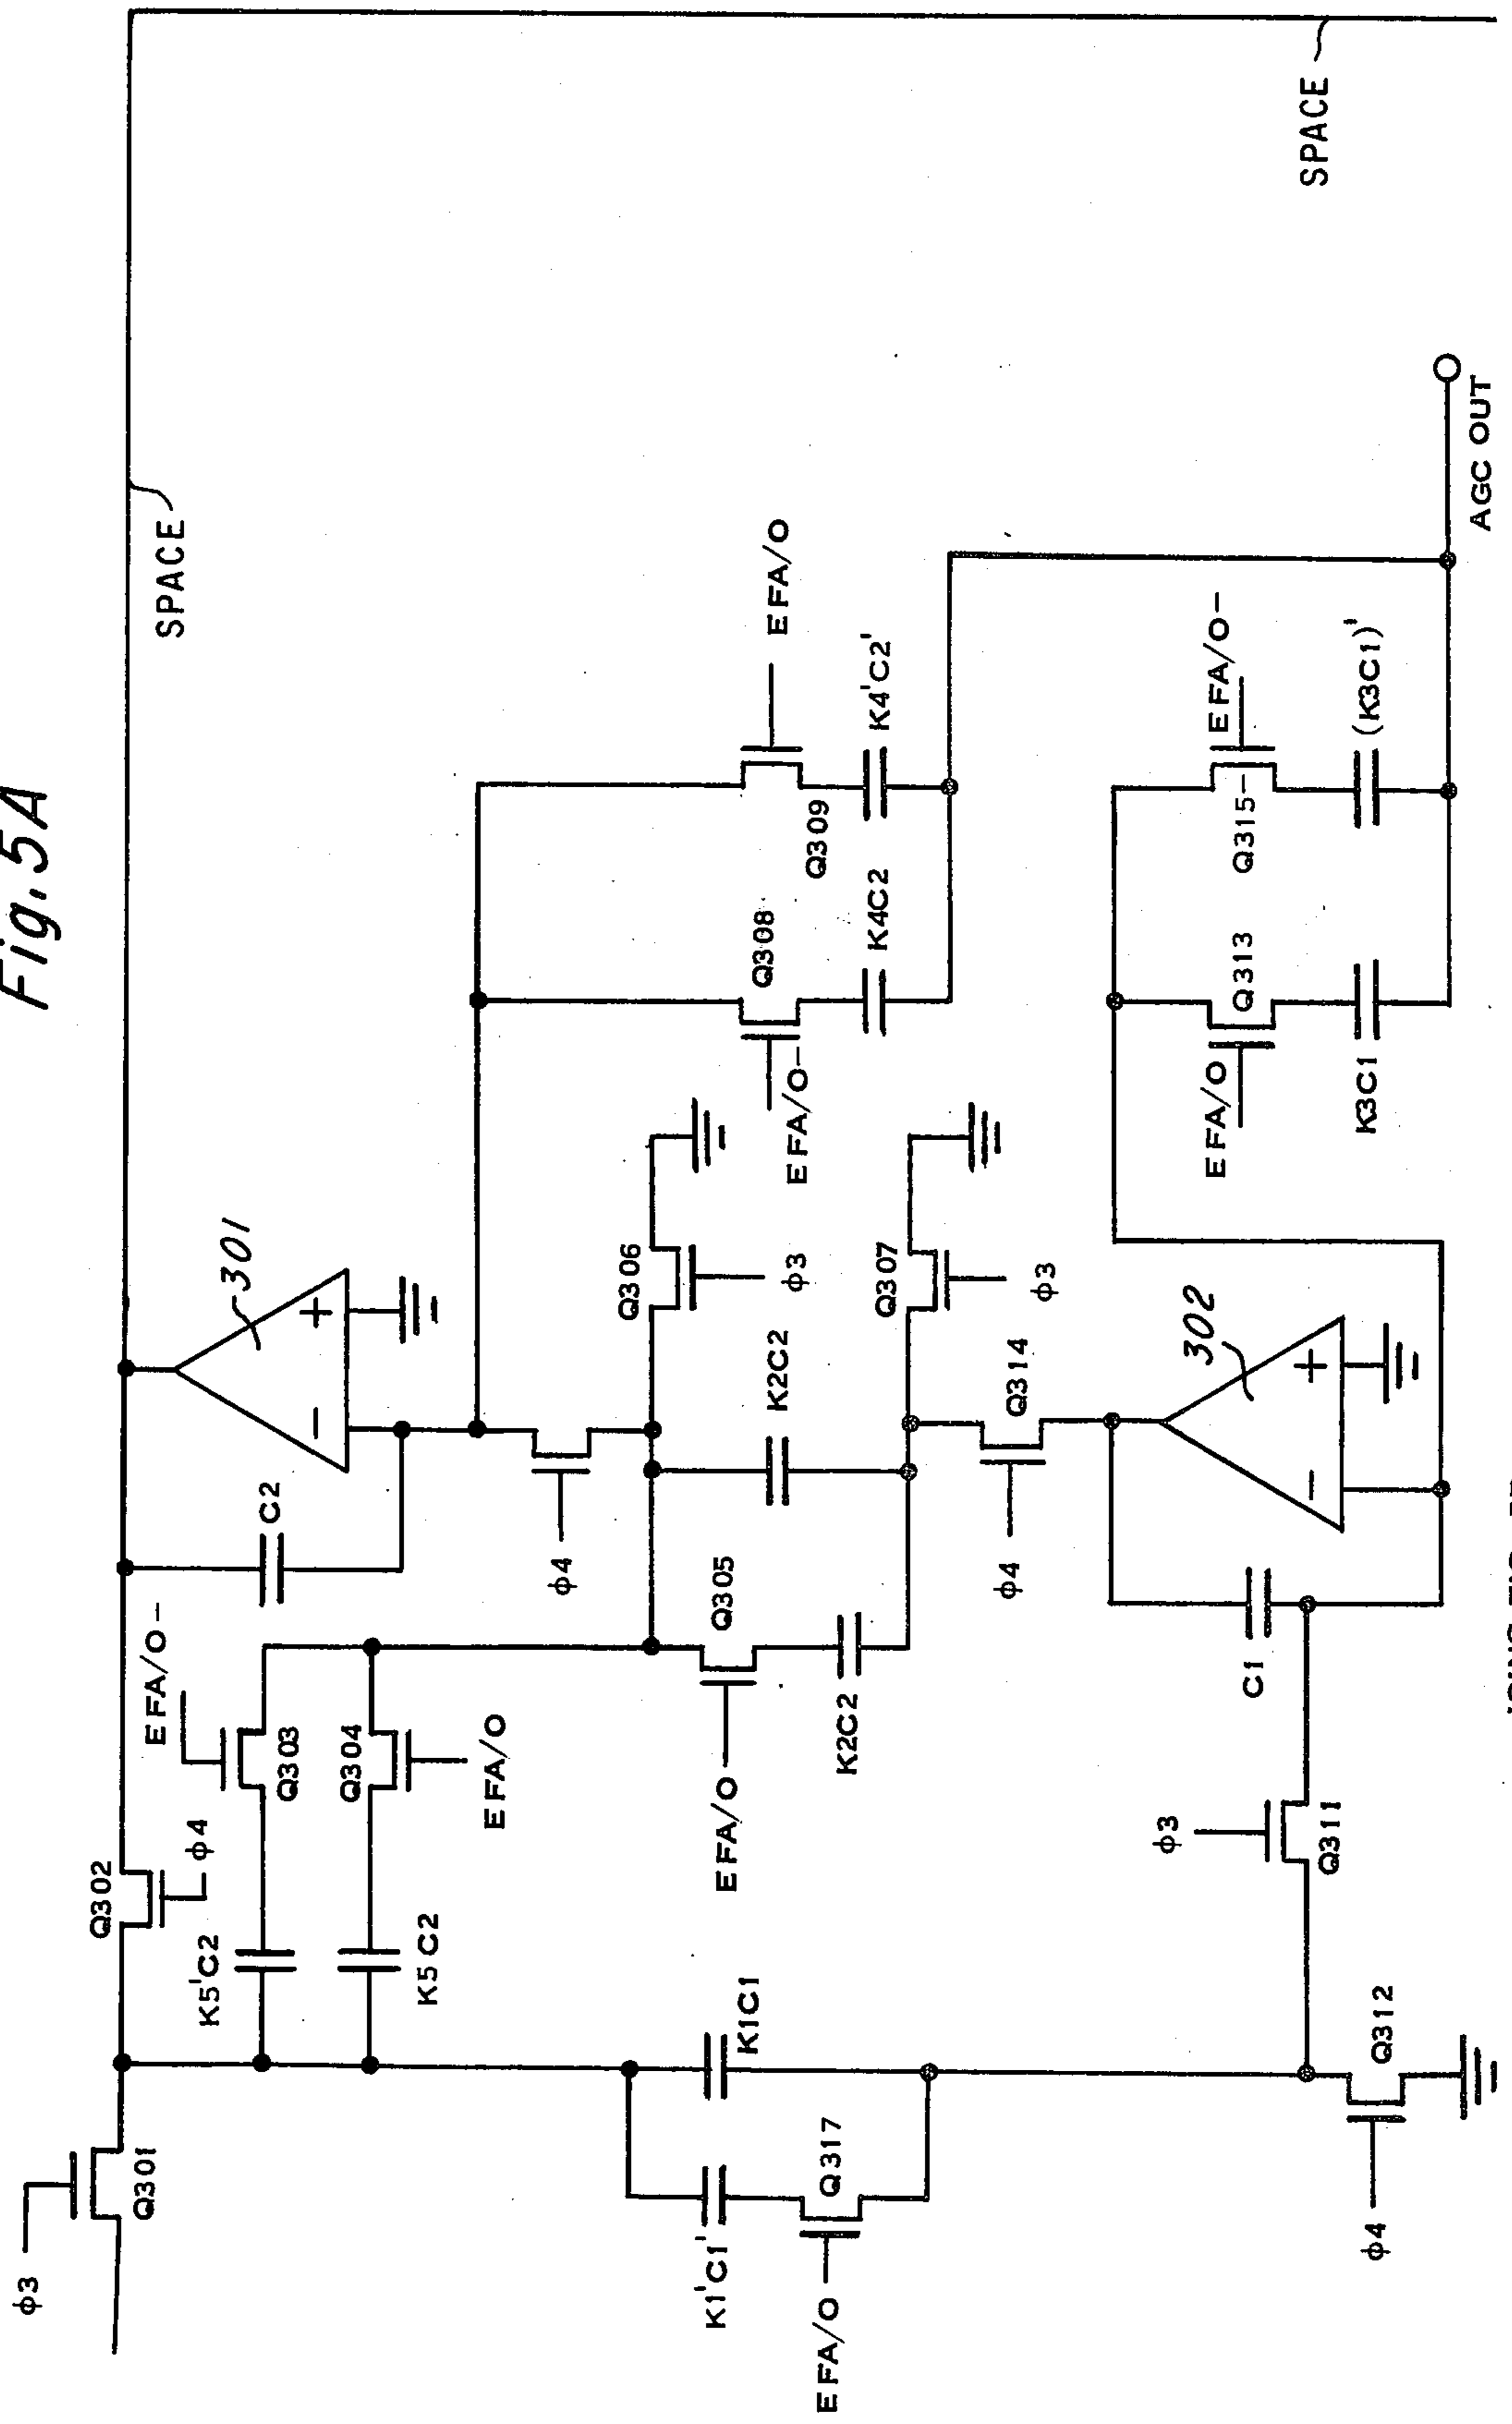 Fig. 5A
SPACE
SPACE
φ3
Q301
Q302
φ4
EFA/O-
K5'C2
Q303
K5C2
Q304
EFA/O
C2
301
-
+
φ4
Q306
φ3
EFA/O
Q305
K2C2
K2C2
Q307
φ3
EFA/O-
Q308
K4C2
Q309
EFA/O
K4'C2'
K1'C1'
K1C1
Q317
EFA/O
φ3
Q311
Q312
φ4
C1
φ4
Q314
302
-
+
EFA/O
Q313
K3C1
EFA/O-
Q315-
(K3C1)'
AGC OUT